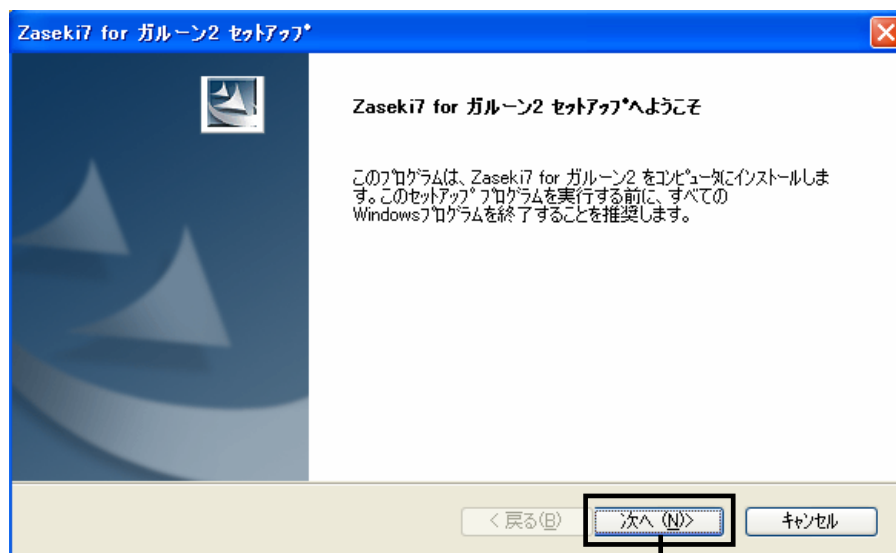 Zaseki7 for ガルーン2 ｾｯﾄｱｯﾌﾟ
Zaseki7 for ガルーン2 ｾｯﾄｱｯﾌﾟへようこそ
このﾌﾟﾛｸﾞﾗﾑは、Zaseki7 for ガルーン2 をｺﾝﾋﾟｭｰﾀにインストールしま
す。このｾｯﾄｱｯﾌﾟ ﾌﾟﾛｸﾞﾗﾑを実行する前に、すべての
Windowsﾌﾟﾛｸﾞﾗﾑを終了することを推奨します。
< 戻る(B)
次へ (N)>
ｷｬﾝｾﾙ